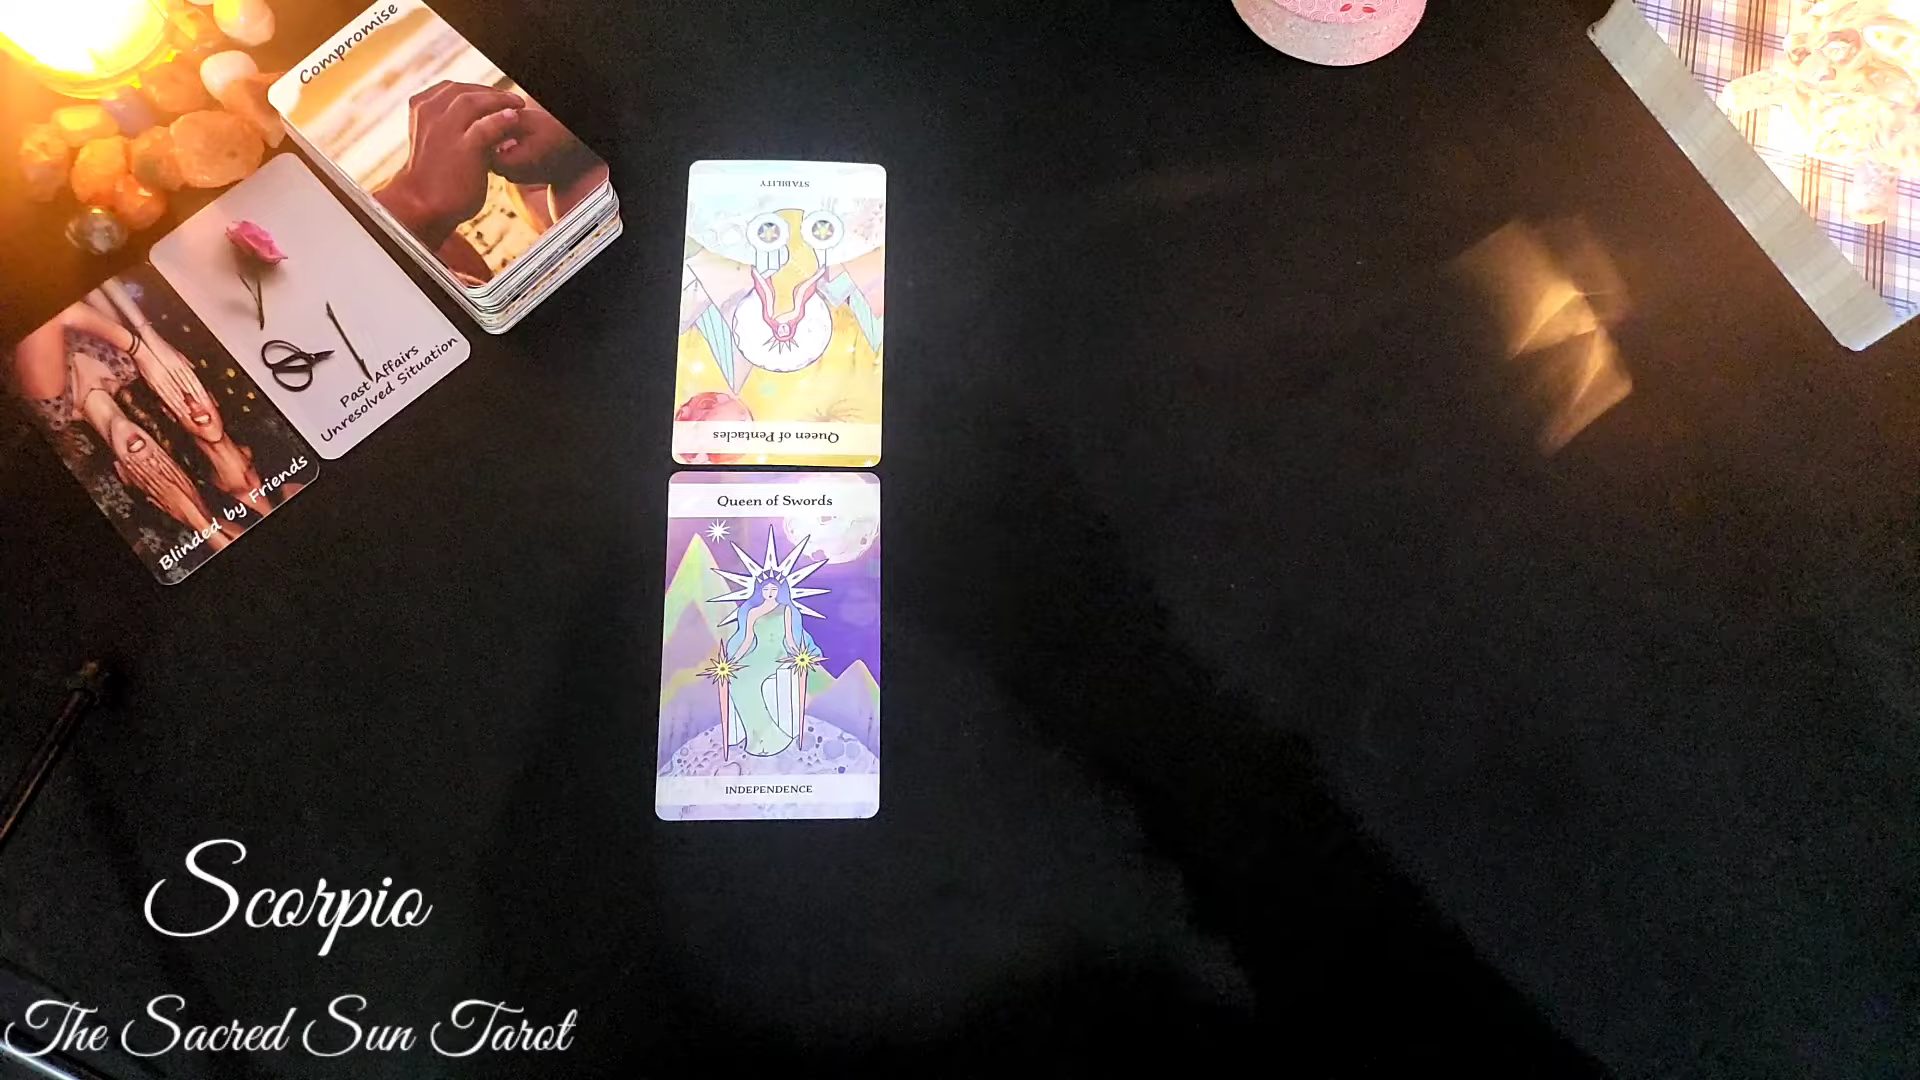 Compromise
Past Affairs
Unresolved Situation
Blinded by Friends
STABILITY
Queen of Pentacles
Queen of Swords
INDEPENDENCE
Scorpio
The Sacred Sun Tarot